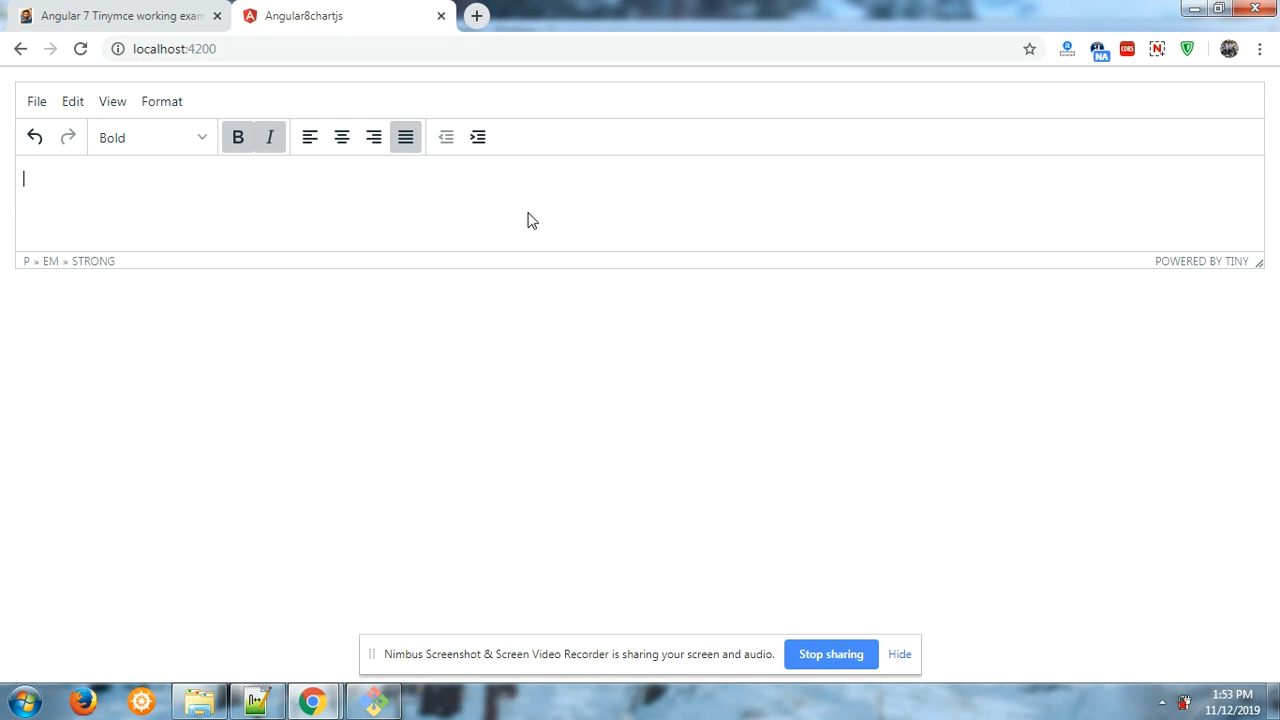 Angular 7 Tinymce working exam
Angular8chartjs
localhost:4200
NA
CORS
File Edit View Format
Bold B I
P » EM » STRONG
POWERED BY TINY
Nimbus Screenshot & Screen Video Recorder is sharing your screen and audio.
Stop sharing
Hide
1:53 PM
11/12/2019